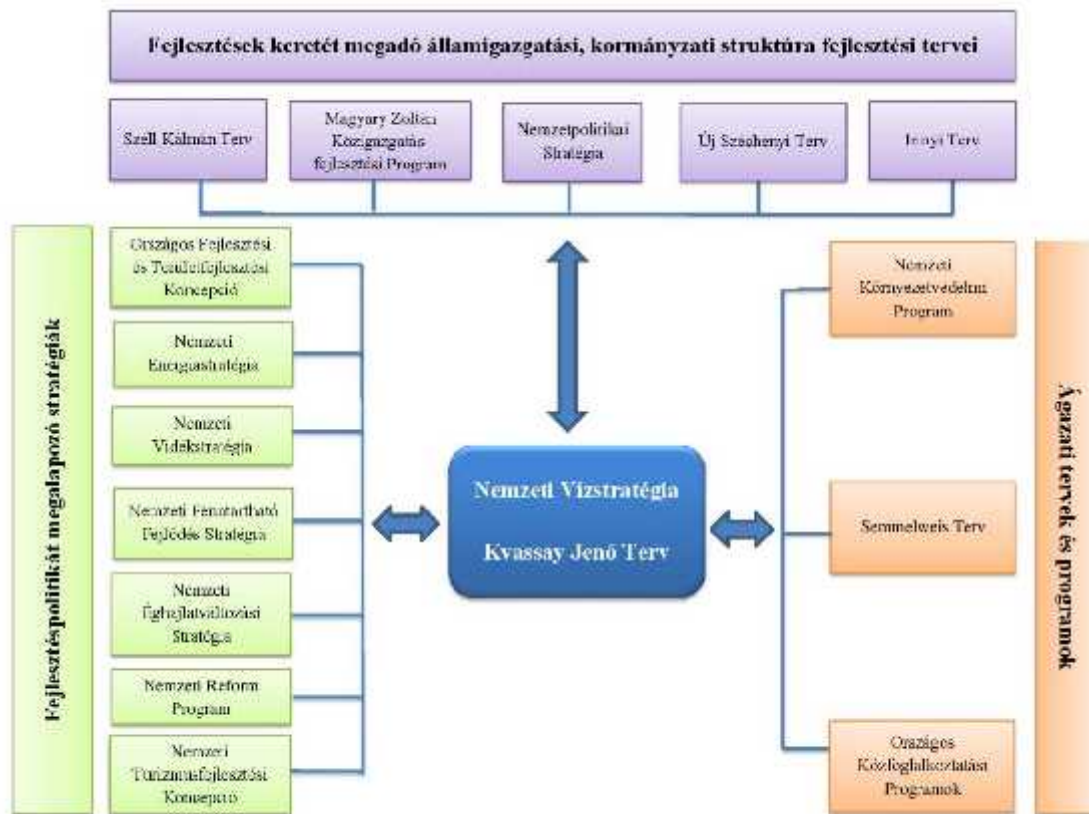 Fejlesztések keretét megadó államigazgatási, kormányzati struktúra fejlesztési tervei
Széll Kálmán Terv
Magyary Zoltán
Közigazgatás
fejlesztési Program
Nemzetpolitikai
Stratégia
Új Széchenyi Terv
Irinyi Terv
Fejlesztéspolitikát megalapozó stratégiák
Országos Fejlesztési
és Területfejlesztési
Koncepció
Nemzeti
Energiastratégia
Nemzeti
Vidékstratégia
Nemzeti Fenntartható
Fejlődés Stratégia
Nemzeti
Éghajlatváltozási
Stratégia
Nemzeti Reform
Program
Nemzeti
Turizmusfejlesztési
Koncepció
Nemzeti Vízstratégia
Kvassay Jenő Terv
Nemzeti
Környezetvédelmi
Program
Semmelweis Terv
Országos
Közfoglalkoztatási
Programok
Ágazati tervek és programok